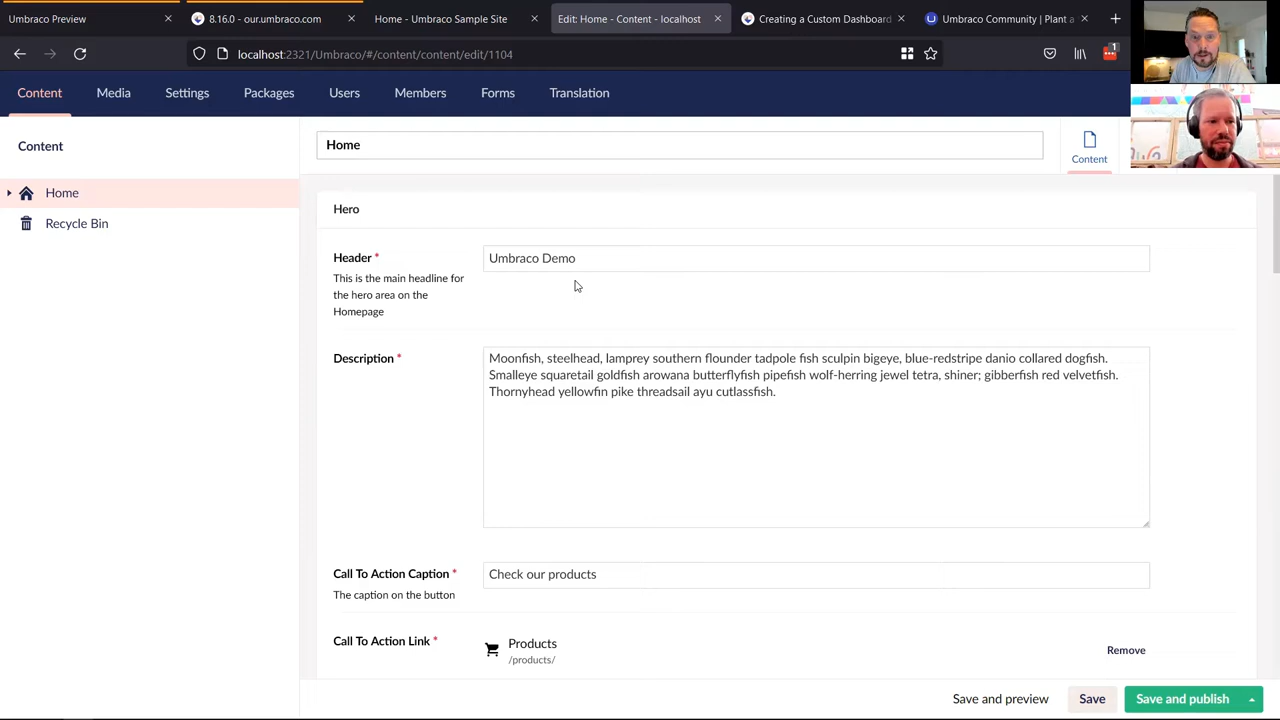 Umbraco Preview
8.16.0 - our.umbraco.com
Home - Umbraco Sample
Edit: Home - Content - localhost
Creating a Custom Dashboard
Umbraco Community | Plant a
localhost:2321/Umbraco/#/content/content/edit/1106
1
Content
Media
Settings
Packages
Users
Members
Forms
Translation
Content
Home
Content
Home
Recycle Bin
Hero
Header *
Umbraco Demo
This is the main headline for
the hero area on the
Homepage
Description *
Moonfish, steelhead, lamprey southern flounder tadpole fish sculpin bigeye, blue-redstripe danio collared dogfish.
Smalleye squaretail goldfish arowana butterflyfish pipefish wolf-herring jewel tetra, shiner; gibberfish red velvetfish.
Thornyhead yellowfin pike threadsail ayu cutlassfish.
Call To Action Caption *
Check our products
The caption on the button
Call To Action Link *
Products
/products/
Remove
Save and preview
Save
Save and publish